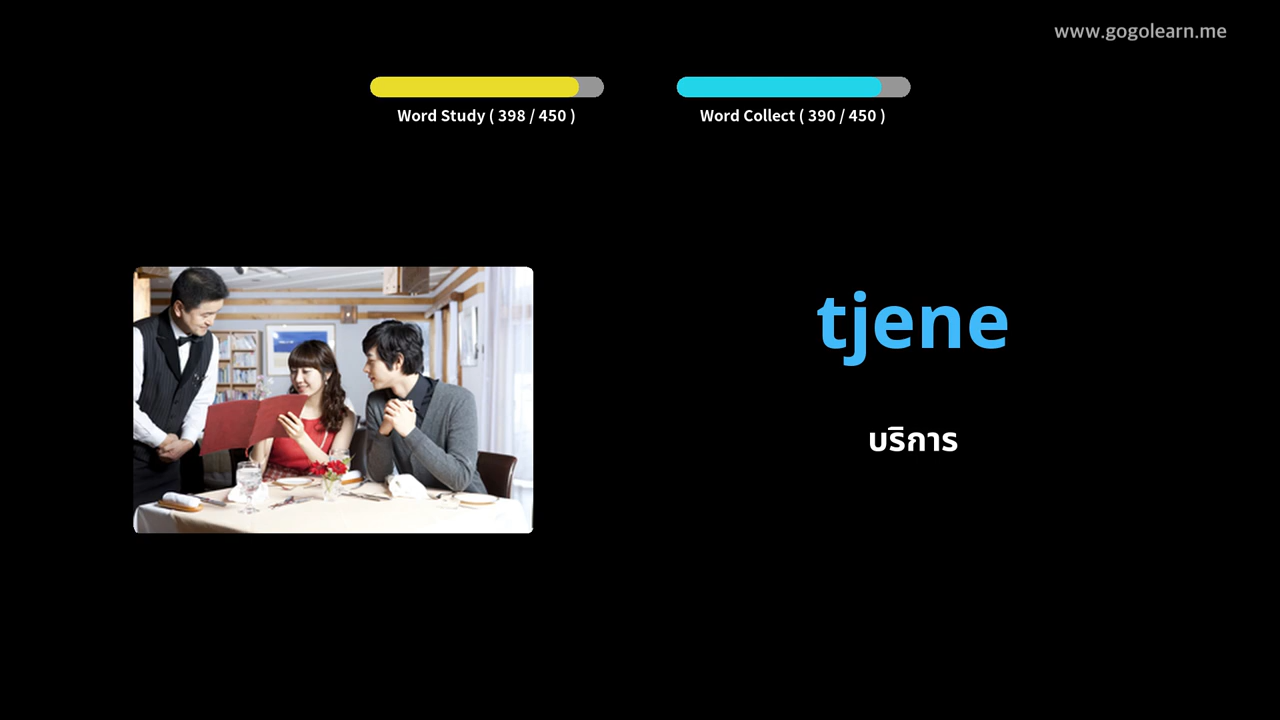 www.gogolearn.me
Word Study ( 398 / 450 )
Word Collect ( 390 / 450 )
tjene
บริการ